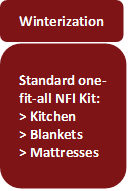 Winterization
Standard one-
fit-all NFI Kit:
> Kitchen
> Blankets
> Mattresses